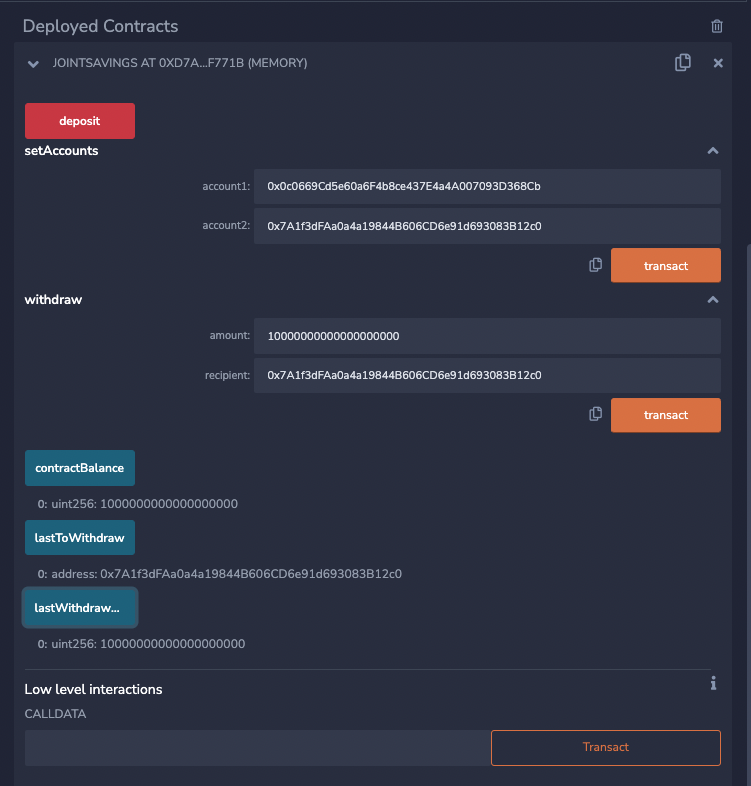 Deployed Contracts
JOINTSAVINGS AT 0XD7A...F771B (MEMORY)
deposit
setAccounts
account1: 0x0c0669Cd5e60a6F4b8ce437E4a4A007093D368Cb
account2: 0x7A1f3dFAa0a4a19844B606CD6e91d693083B12c0
transact
withdraw
amount: 10000000000000000000
recipient: 0x7A1f3dFAa0a4a19844B606CD6e91d693083B12c0
transact
contractBalance
0: uint256: 1000000000000000000
lastToWithdraw
0: address: 0x7A1f3dFAa0a4a19844B606CD6e91d693083B12c0
lastWithdraw...
0: uint256: 10000000000000000000
Low level interactions
CALLDATA
Transact